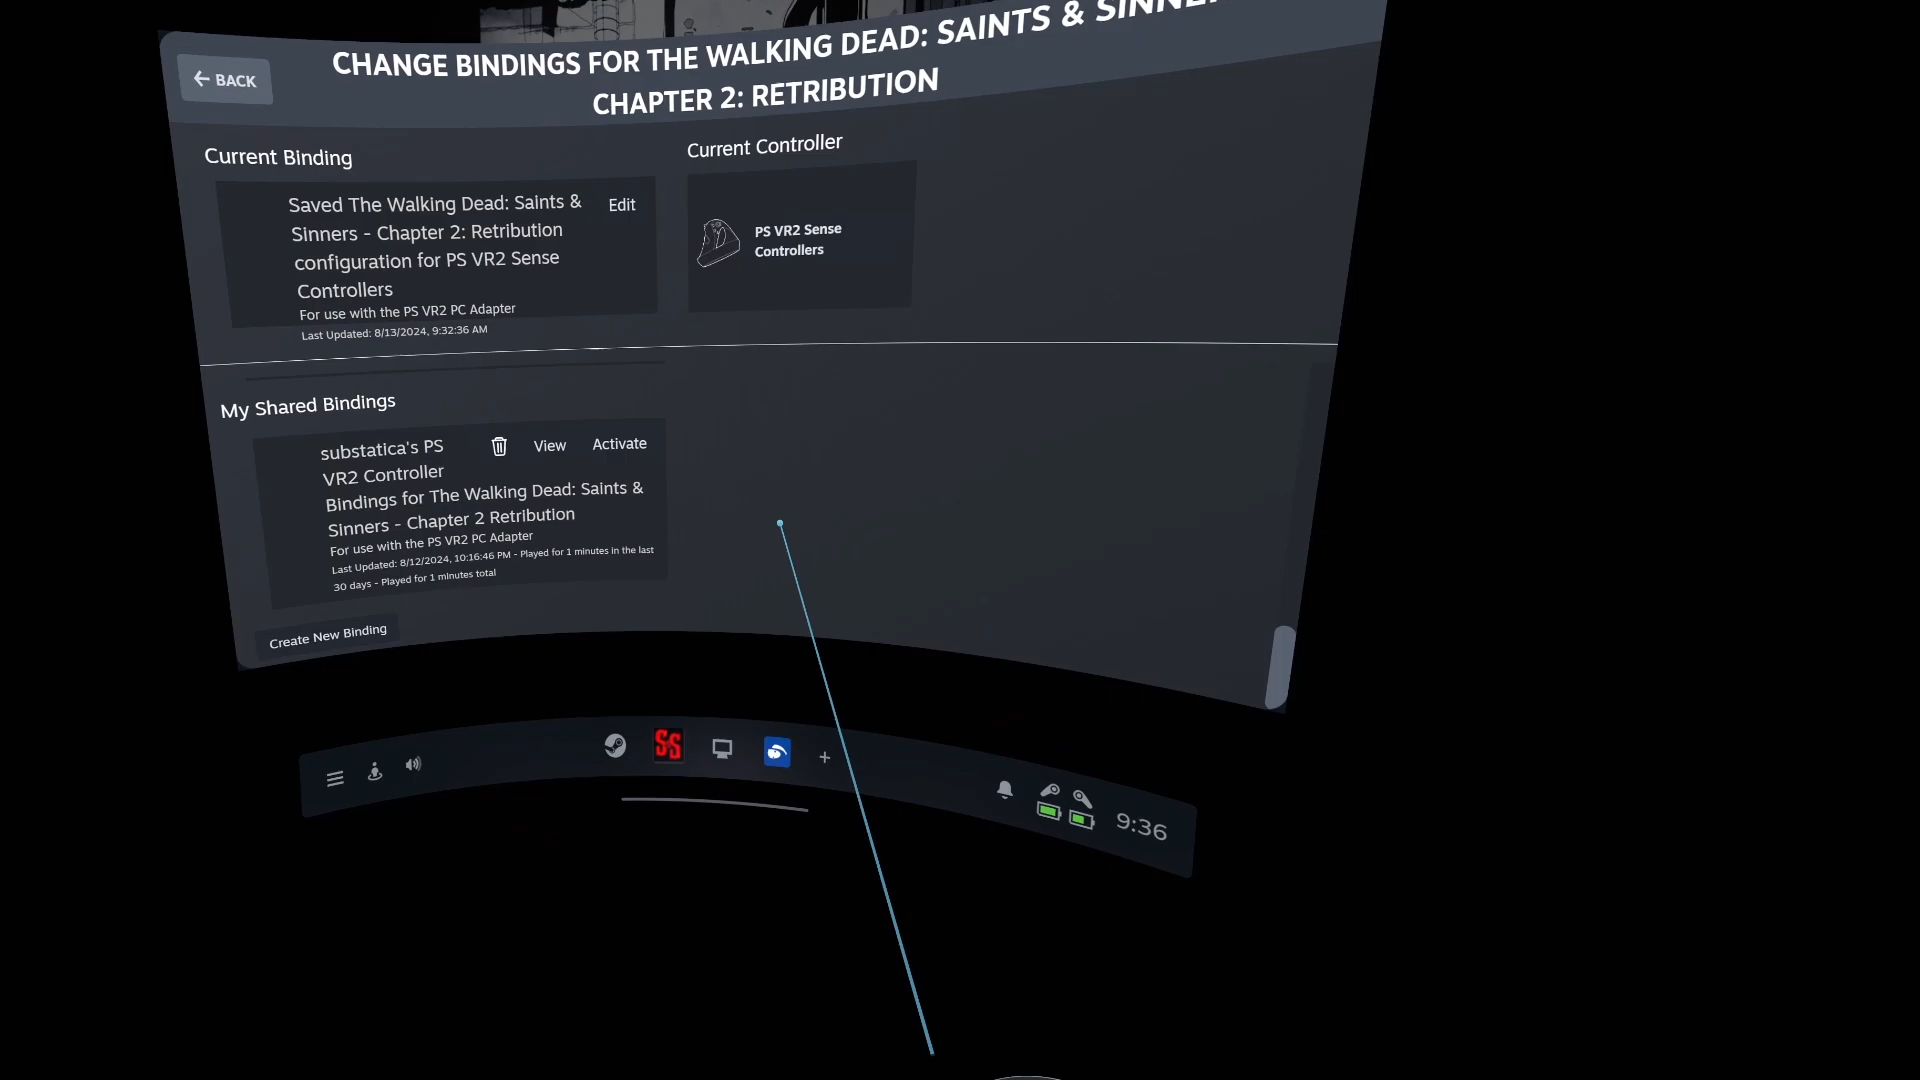 CHANGE BINDINGS FOR THE WALKING DEAD: SAINTS &
CHAPTER 2: RETRIBUTION
← BACK
Current Binding
Saved The Walking Dead: Saints &
Sinners - Chapter 2: Retribution
configuration for PS VR2 Sense
Controllers
For use with the PS VR2 PC Adapter
Last Updated: 8/13/2024, 9:32:36 AM
Edit
Current Controller
PS VR2 Sense
Controllers
My Shared Bindings
substatica's PS
VR2 Controller
Bindings for The Walking Dead: Saints &
Sinners - Chapter 2 Retribution
For use with the PS VR2 PC Adapter
Last Updated: 8/12/2024, 10:16:46 PM - Played for 1 minutes in the last
30 days - Played for 1 minutes total
View
Activate
Create New Binding
SS
9:36